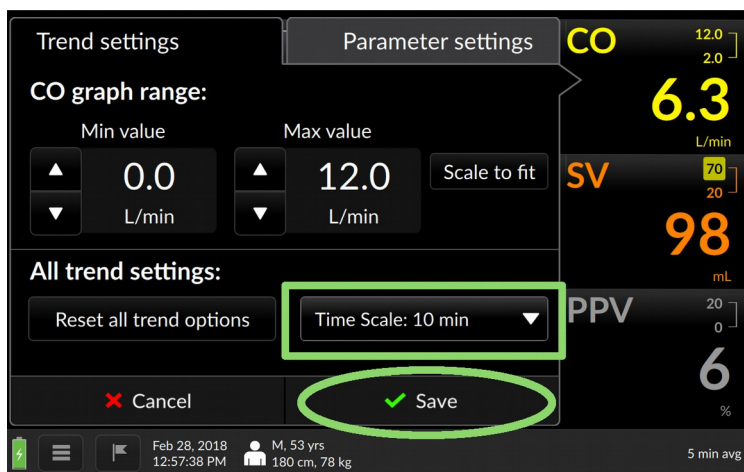 Trend settings
Parameter settings
CO graph range:
Min value
Max value
0.0
L/min
12.0
L/min
Scale to fit
All trend settings:
Reset all trend options
Time Scale: 10 min
Cancel
Save
CO
12.0
2.0
6.3
L/min
SV
70
20
98
mL
PPV
20
0
6
%
Feb 28, 2018
12:57:38 PM
M, 53 yrs
180 cm, 78 kg
5 min avg